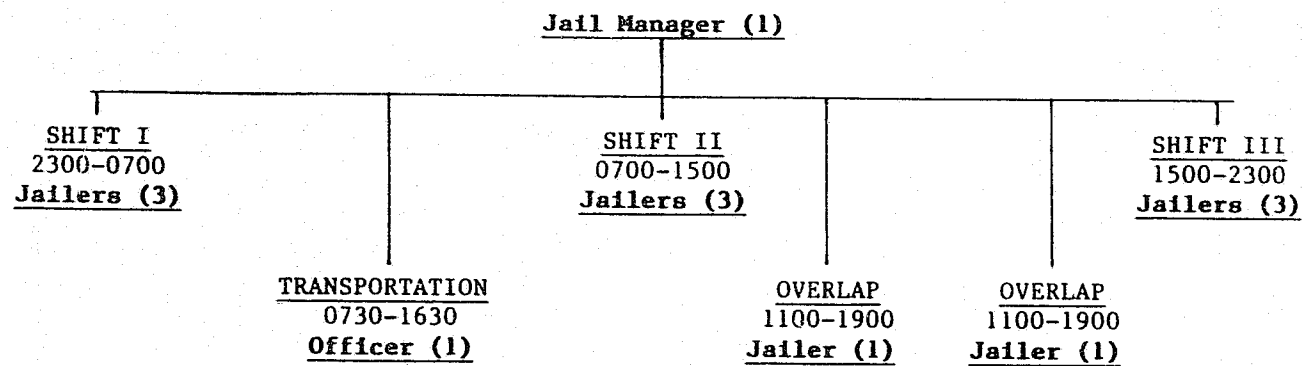 Jail Manager (1)
SHIFT I
2300-0700
Jailers (3)
SHIFT II
0700-1500
Jailers (3)
SHIFT III
1500-2300
Jailers (3)
TRANSPORTATION
0730-1630
Officer (1)
OVERLAP
1100-1900
Jailer (1)
OVERLAP
1100-1900
Jailer (1)